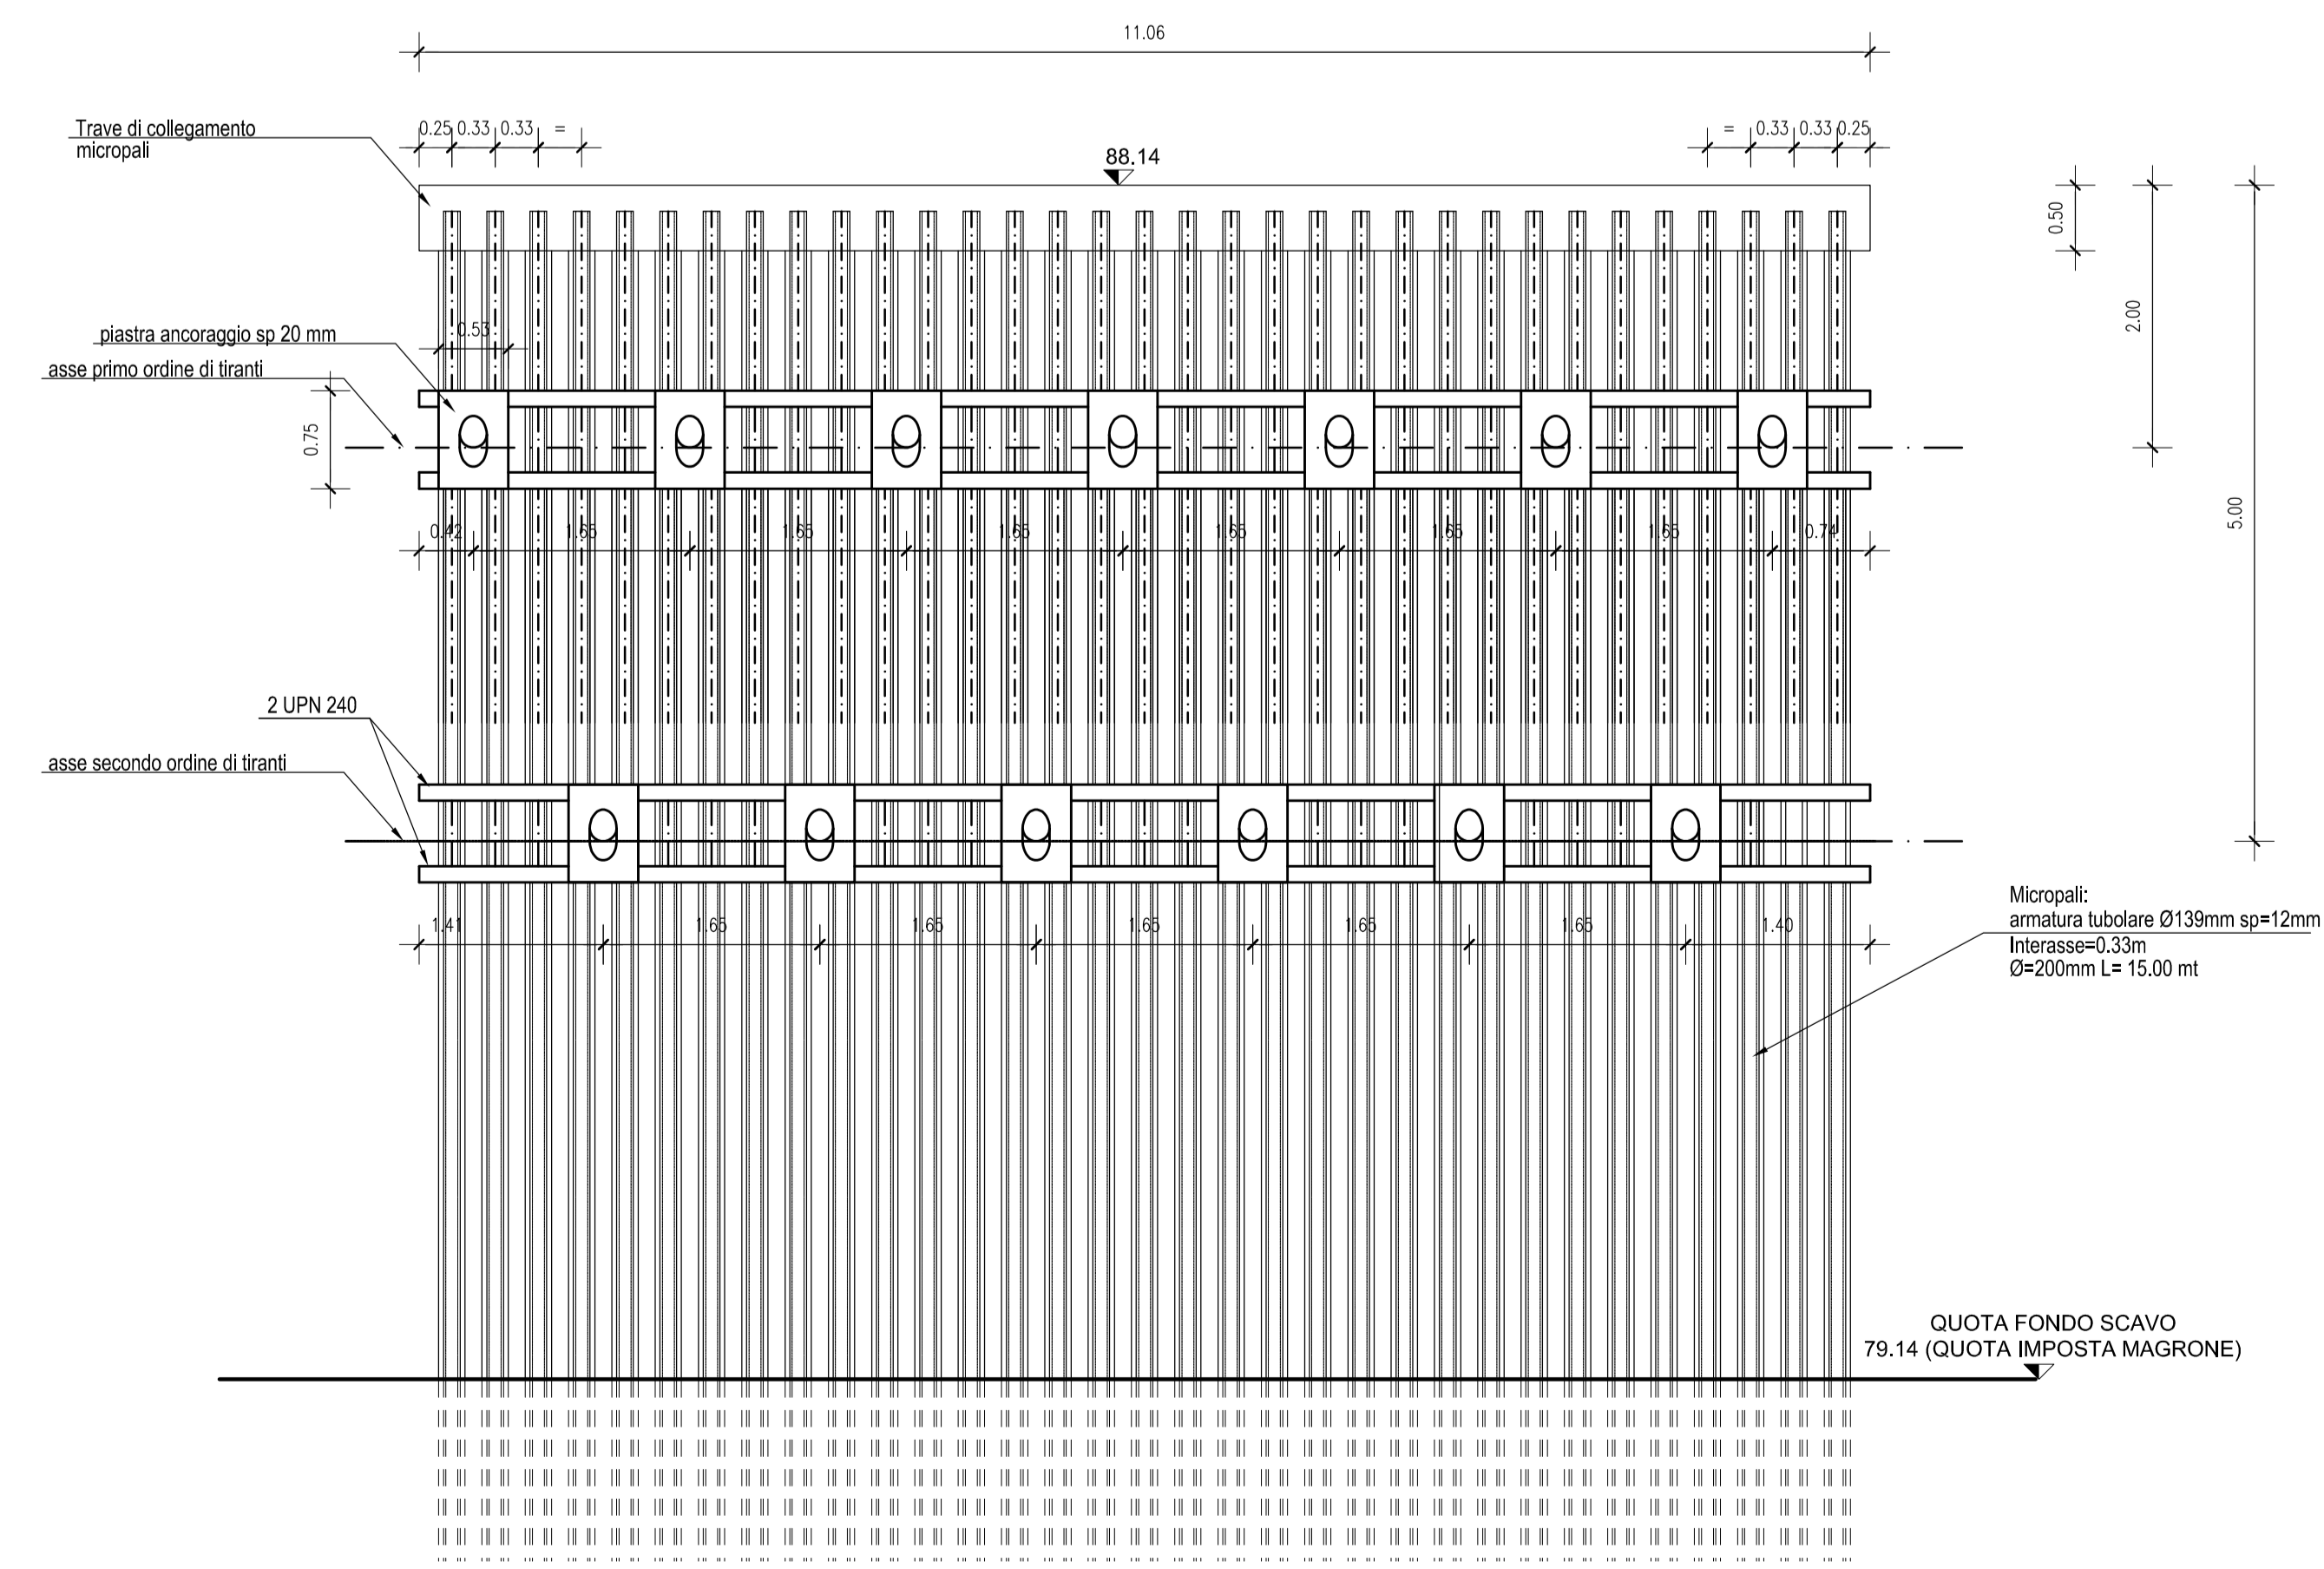 11.06
Trave di collegamento
micropali
0.25 0.33 0.33 =
= 0.33 0.33 0.25
88.14
0.50
2.00
5.00
piastra ancoraggio sp 20 mm
0.53
asse primo ordine di tiranti
0.75
0.42 1.65 1.65 1.65 1.65 1.65 1.65 0.74
2 UPN 240
asse secondo ordine di tiranti
1.41 1.65 1.65 1.65 1.65 1.65 1.40
Micropali:
armatura tubolare Ø139mm sp=12mm
Interasse=0.33m
Ø=200mm L= 15.00 mt
QUOTA FONDO SCAVO
79.14 (QUOTA IMPOSTA MAGRONE)